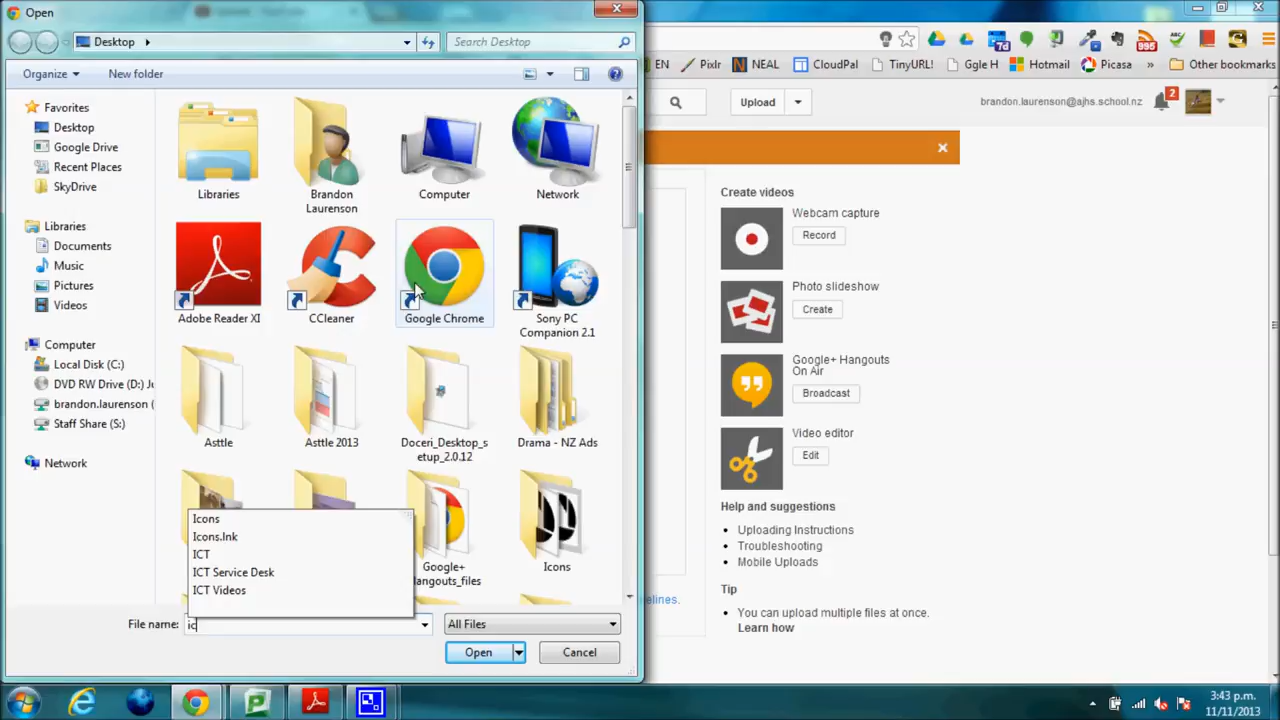 Open
Desktop
Search Desktop
Organize
New folder
Favorites
Desktop
Google Drive
Recent Places
SkyDrive
Libraries
Documents
Music
Pictures
Videos
Computer
Local Disk (C:)
DVD RW Drive (D:) Ju
brandon.laurenson (
Staff Share (S:)
Network
Libraries
Brandon
Laurenson
Computer
Network
Adobe Reader XI
CCleaner
Google Chrome
Sony PC
Companion 2.1
Asttle
Asttle 2013
Doceri_Desktop_s
etup_2.0.12
Drama - NZ Ads
Google+
Hangouts_files
Icons
Icons
Icons.lnk
ICT
ICT Service Desk
ICT Videos
File name:
ic
All Files
Open
Cancel
7d
995
EN
Pixlr
NEAL
CloudPal
TinyURL!
Ggle H
Hotmail
Picasa
»
Other bookmarks
Upload
brandon.laurenson@ajhs.school.nz
2
Create videos
Webcam capture
Record
Photo slideshow
Create
Google+ Hangouts
On Air
Broadcast
Video editor
Edit
Help and suggestions
Uploading Instructions
Troubleshooting
Mobile Uploads
elines.
Tip
You can upload multiple files at once.
Learn how
3:43 p.m.
11/11/2013